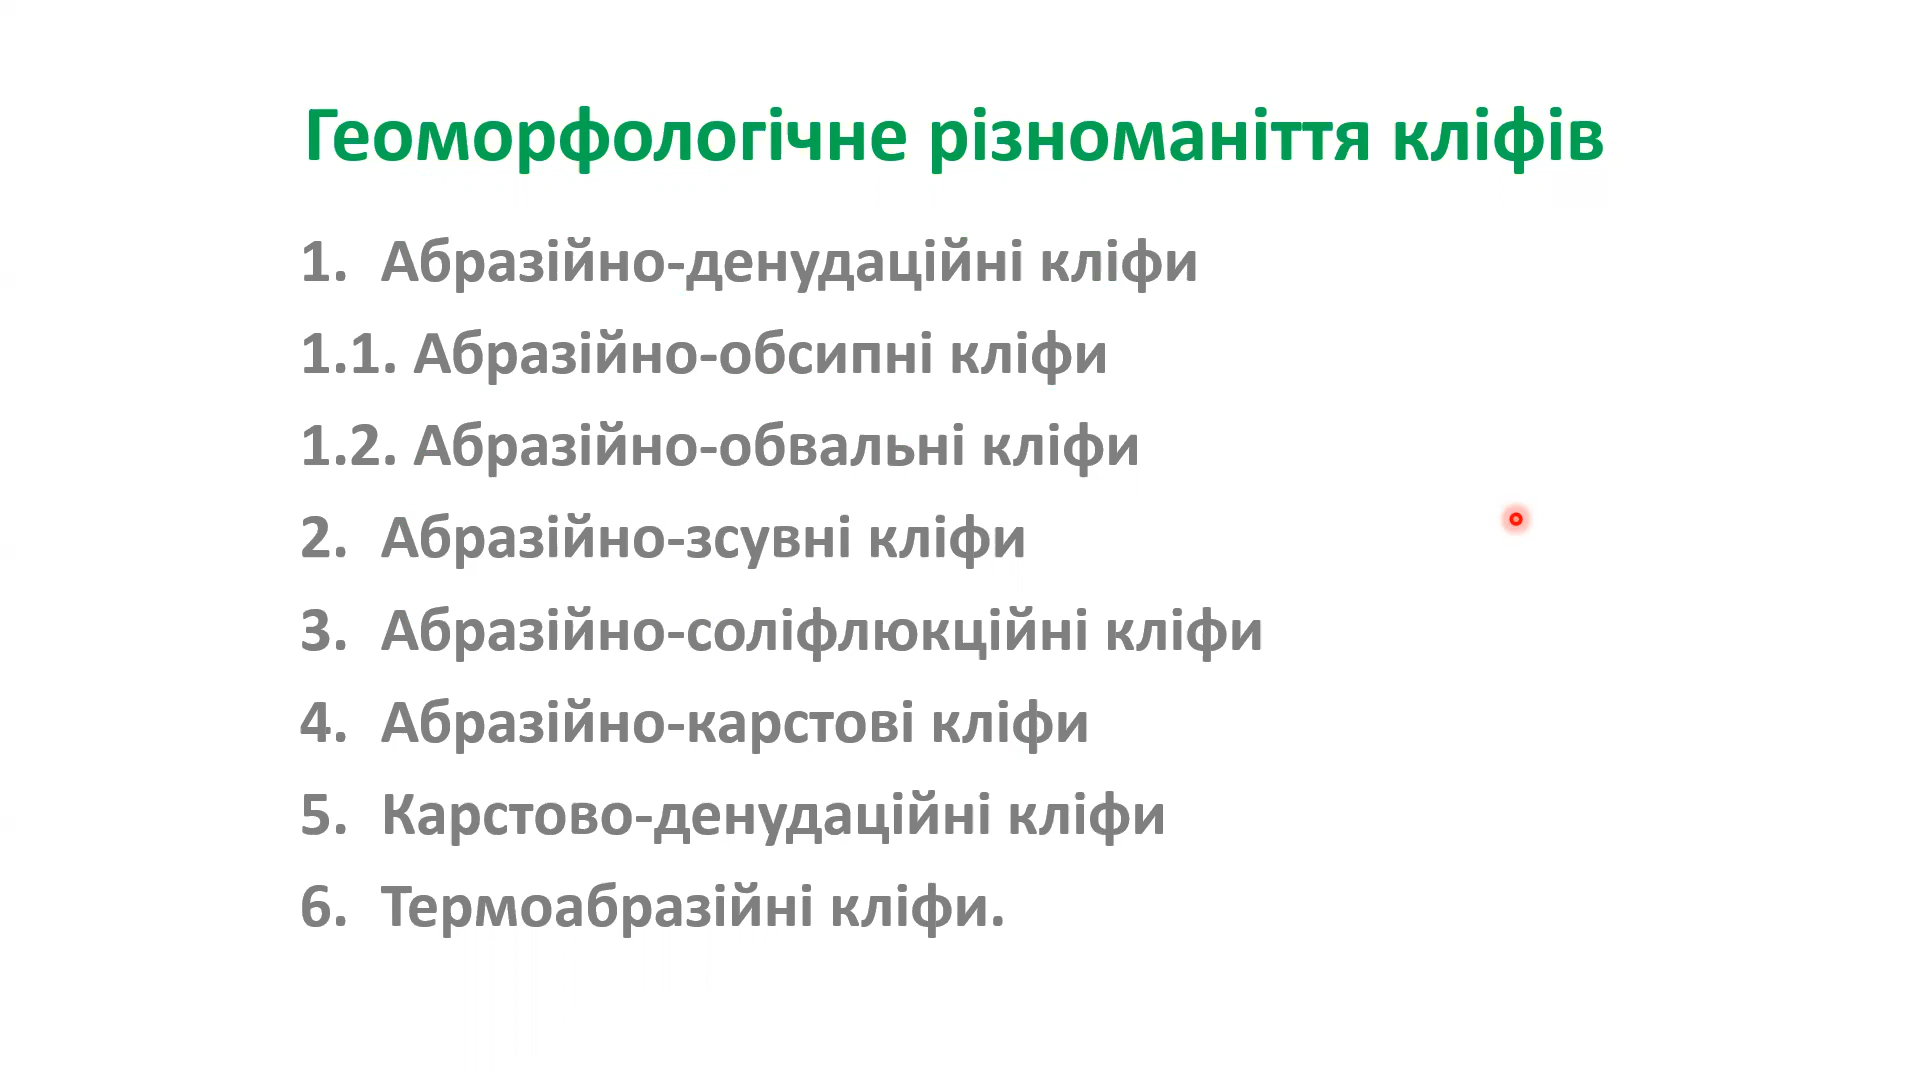 Геоморфологічне різноманіття кліфів
1. Абразійно-денудаційні кліфи
1.1. Абразійно-обсипні кліфи
1.2. Абразійно-обвальні кліфи
2. Абразійно-зсувні кліфи
3. Абразійно-соліфлюкційні кліфи
4. Абразійно-карстові кліфи
5. Карстово-денудаційні кліфи
6. Термоабразійні кліфи.